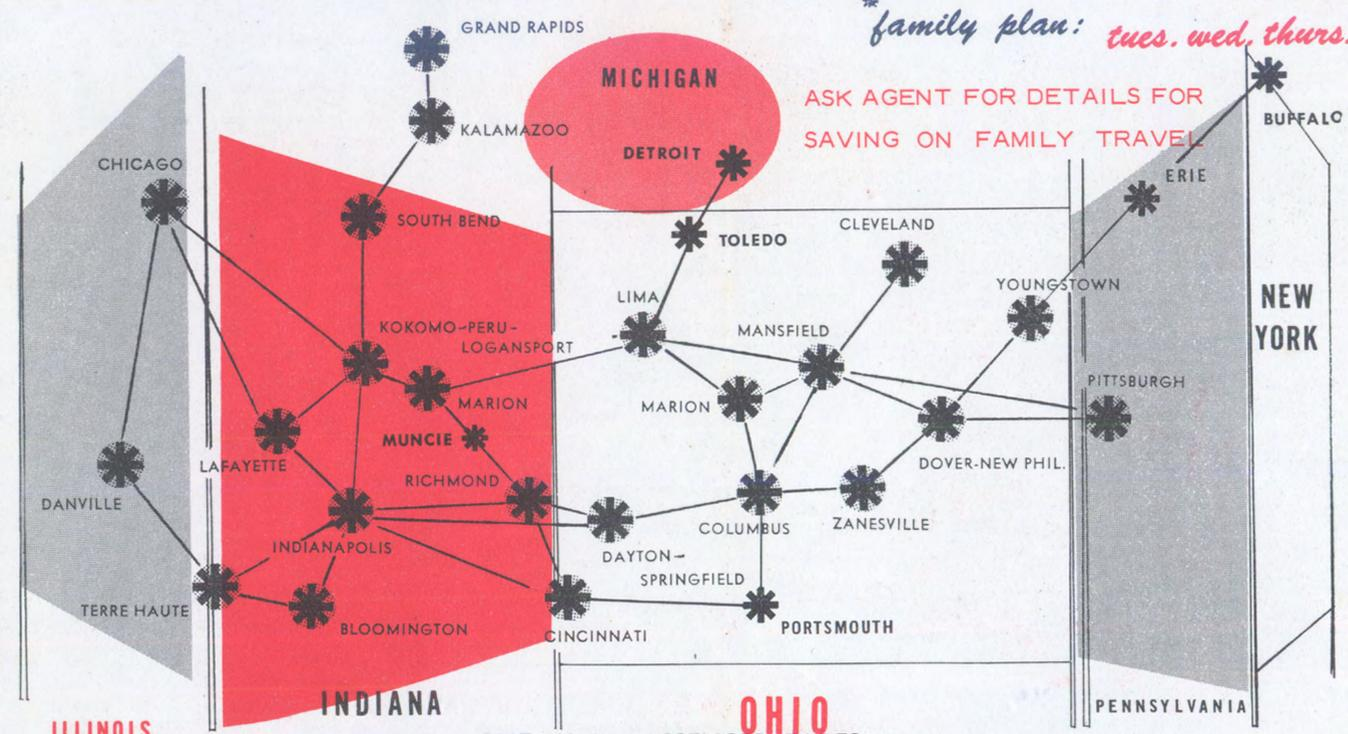 *family plan: tues. wed. thurs.
GRAND RAPIDS
MICHIGAN
ASK AGENT FOR DETAILS FOR
SAVING ON FAMILY TRAVEL
KALAMAZOO
BUFFALO
DETROIT
CHICAGO
ERIE
SOUTH BEND
CLEVELAND
TOLEDO
YOUNGSTOWN
LIMA
NEW
YORK
KOKOMO-PERU-
LOGANSPORT
MANSFIELD
PITTSBURGH
MARION
MARION
MUNCIE
LAFAYETTE
DOVER-NEW PHIL.
RICHMOND
DANVILLE
COLUMBUS
ZANESVILLE
INDIANAPOLIS
DAYTON-
SPRINGFIELD
TERRE HAUTE
BLOOMINGTON
CINCINNATI
PORTSMOUTH
INDIANA
PENNSYLVANIA
ILLINOIS
OHIO